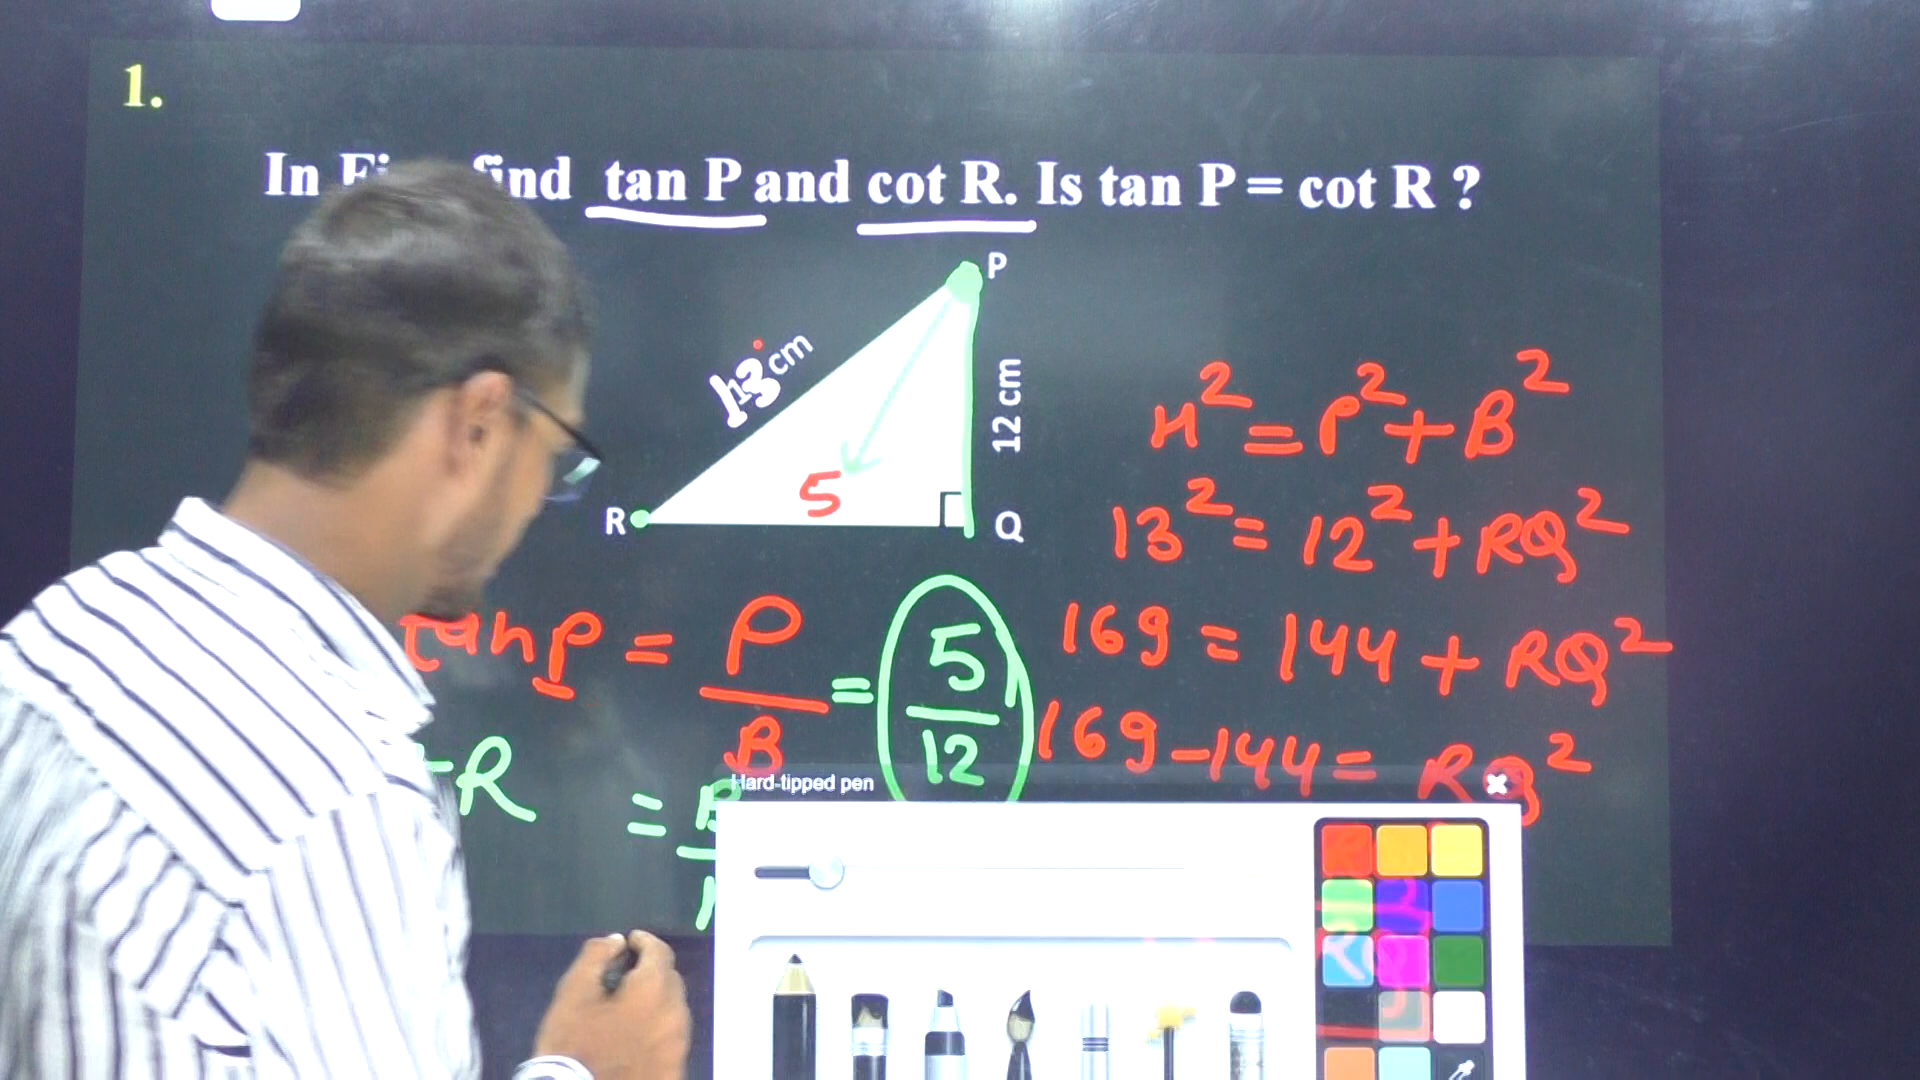 1.
In find tan P and cot R. Is tan P = cot R ?
P
13 cm
12 cm
5
R
Q
H² = P² + B²
13² = 12² + RQ²
169 = 144 + RQ²
169 - 144 = RQ²
tan P = P/B = 5/12
R =
Hard-tipped pen